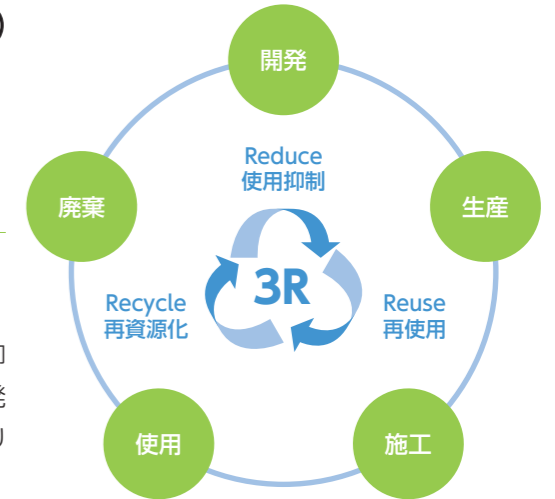 )
開発
Reduce
使用抑制
廃棄
生産
3R
Recycle
再資源化
Reuse
再使用
使用
施工